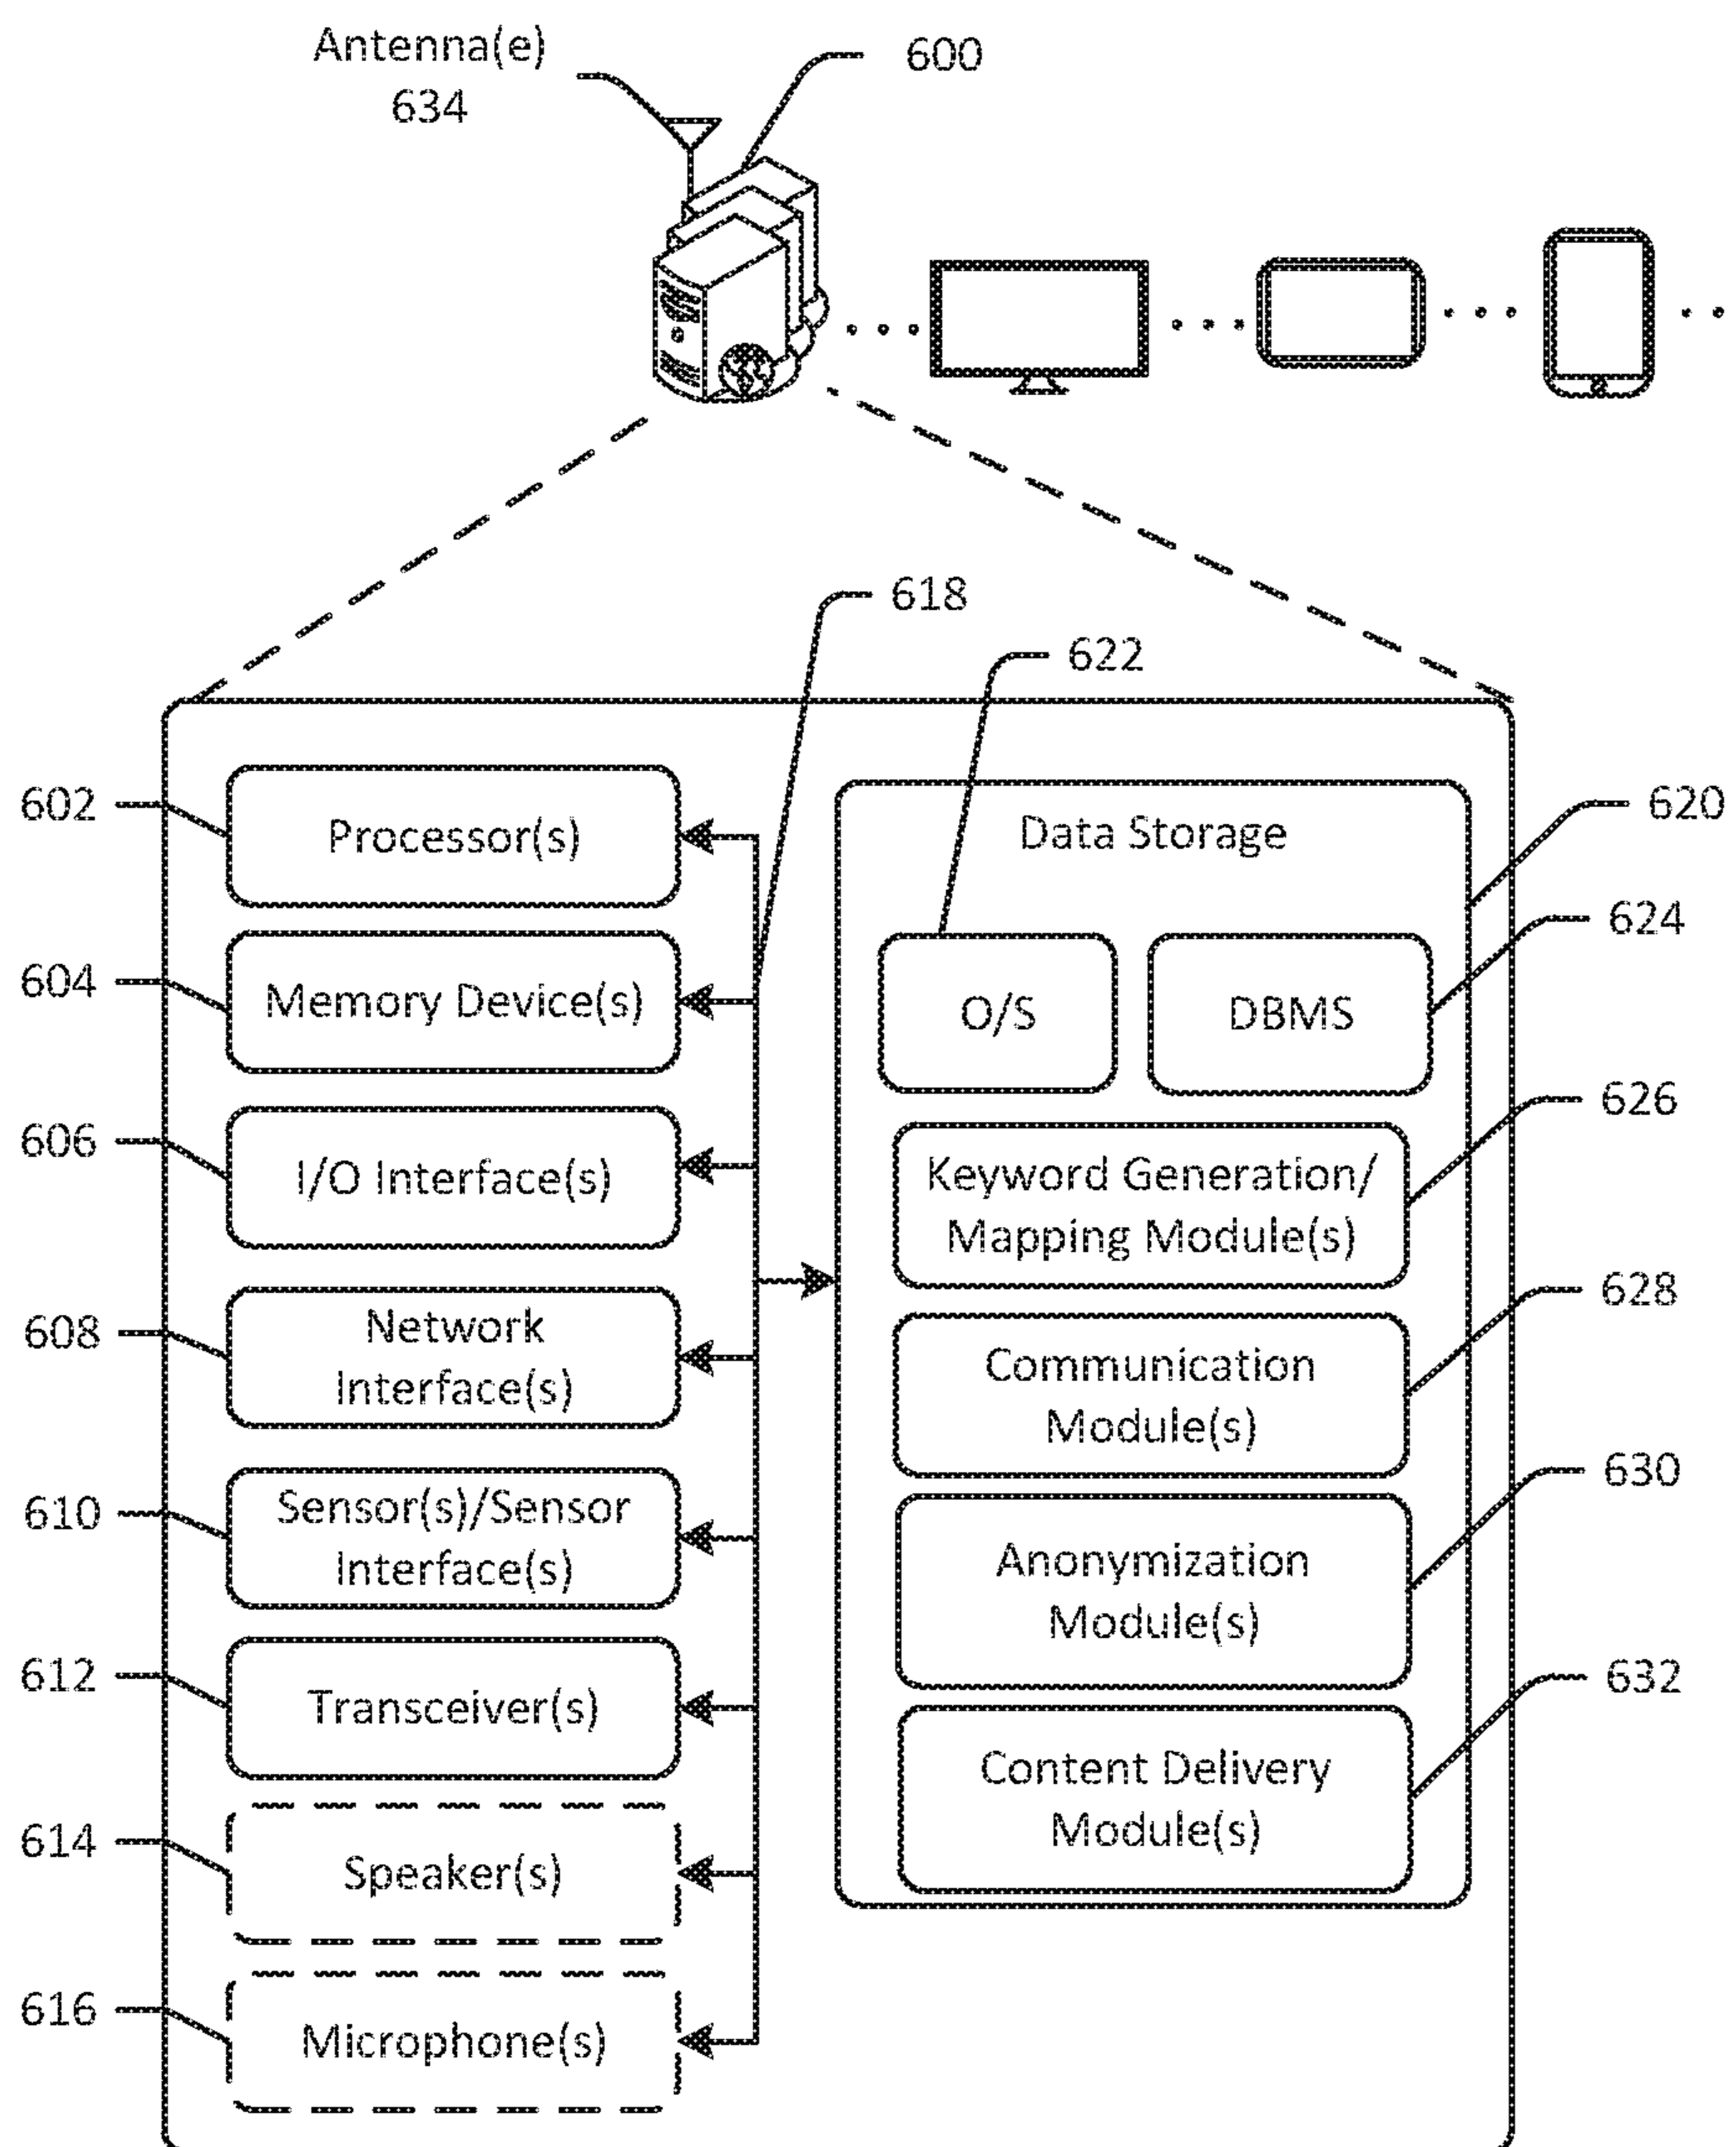 Antenna(e)
634
600
618
622
602
Processor(s)
604
Memory Device(s)
606
I/O Interface(s)
608
Network
Interface(s)
610
Sensor(s)/Sensor
Interface(s)
612
Transceiver(s)
614
Speaker(s)
616
Microphone(s)
Data Storage
620
O/S
DBMS
624
Keyword Generation/
Mapping Module(s)
626
Communication
Module(s)
628
Anonymization
Module(s)
630
Content Delivery
Module(s)
632